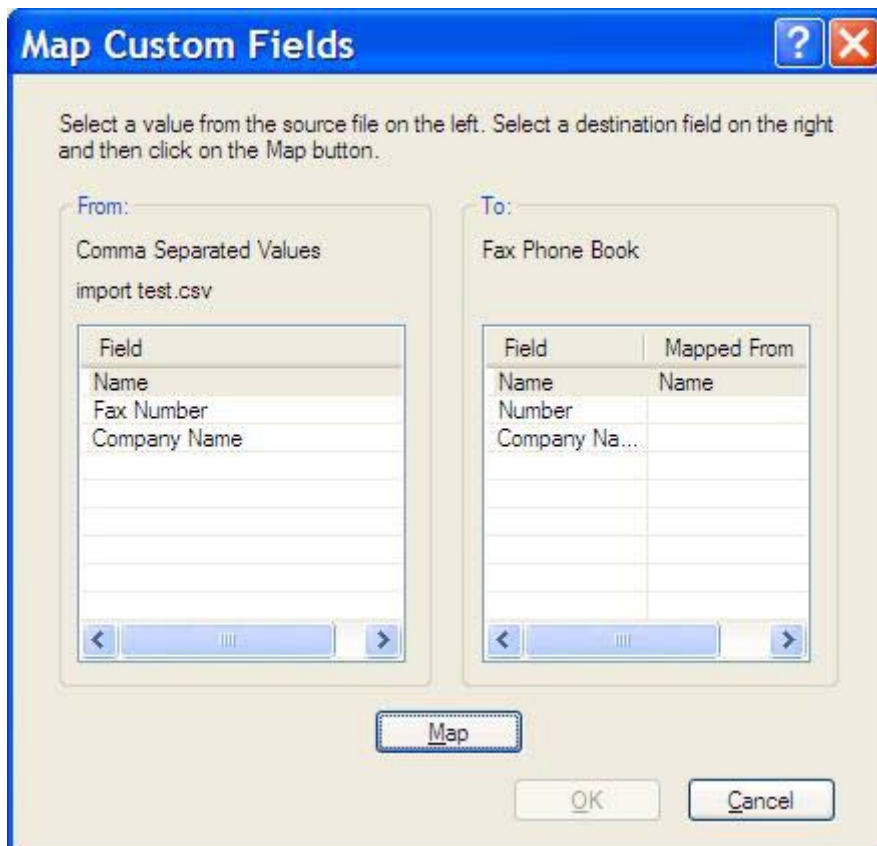 Map Custom Fields
Select a value from the source file on the left. Select a destination field on the right
and then click on the Map button.
From:
Comma Separated Values
import test.csv
Field
Name
Fax Number
Company Name
To:
Fax Phone Book
Field Mapped From
Name Name
Number
Company Na...
Map
OK Cancel